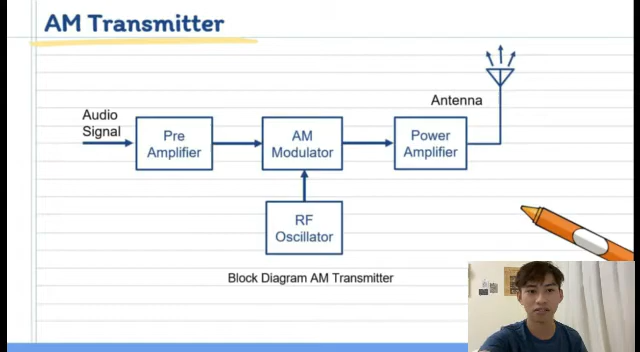 AM Transmitter
Audio
Signal
Pre
Amplifier
AM
Modulator
Power
Amplifier
Antenna
RF
Oscillator
Block Diagram AM Transmitter